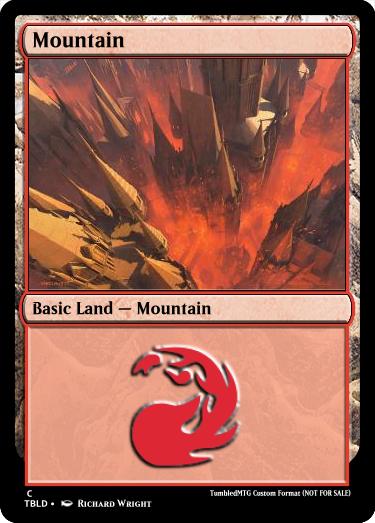 Mountain
Basic Land — Mountain
C
TBLD • Richard Wright
TumbledMTG Custom Format (NOT FOR SALE)